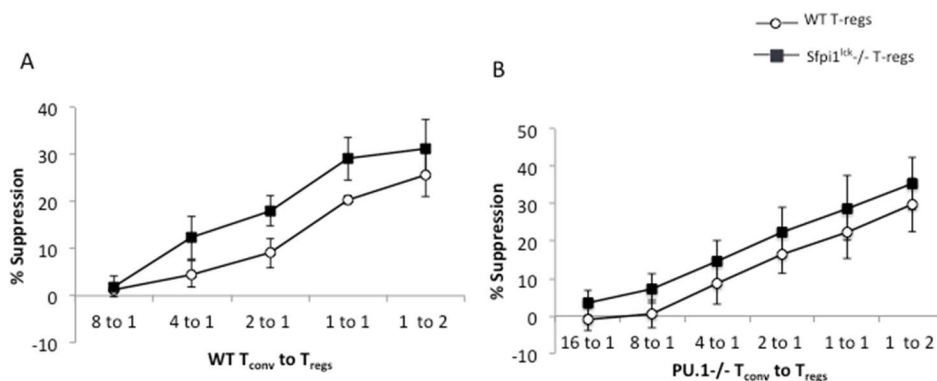 WT T-regs
Sfpi1lck-/- T-regs
A
B
% Suppression
40
30
20
10
0
-10
8 to 1 4 to 1 2 to 1 1 to 1 1 to 2
WT Tconv to Tregs
% Suppression
50
40
30
20
10
0
-10
16 to 1 8 to 1 4 to 1 2 to 1 1 to 1 1 to 2
PU.1-/- Tconv to Tregs